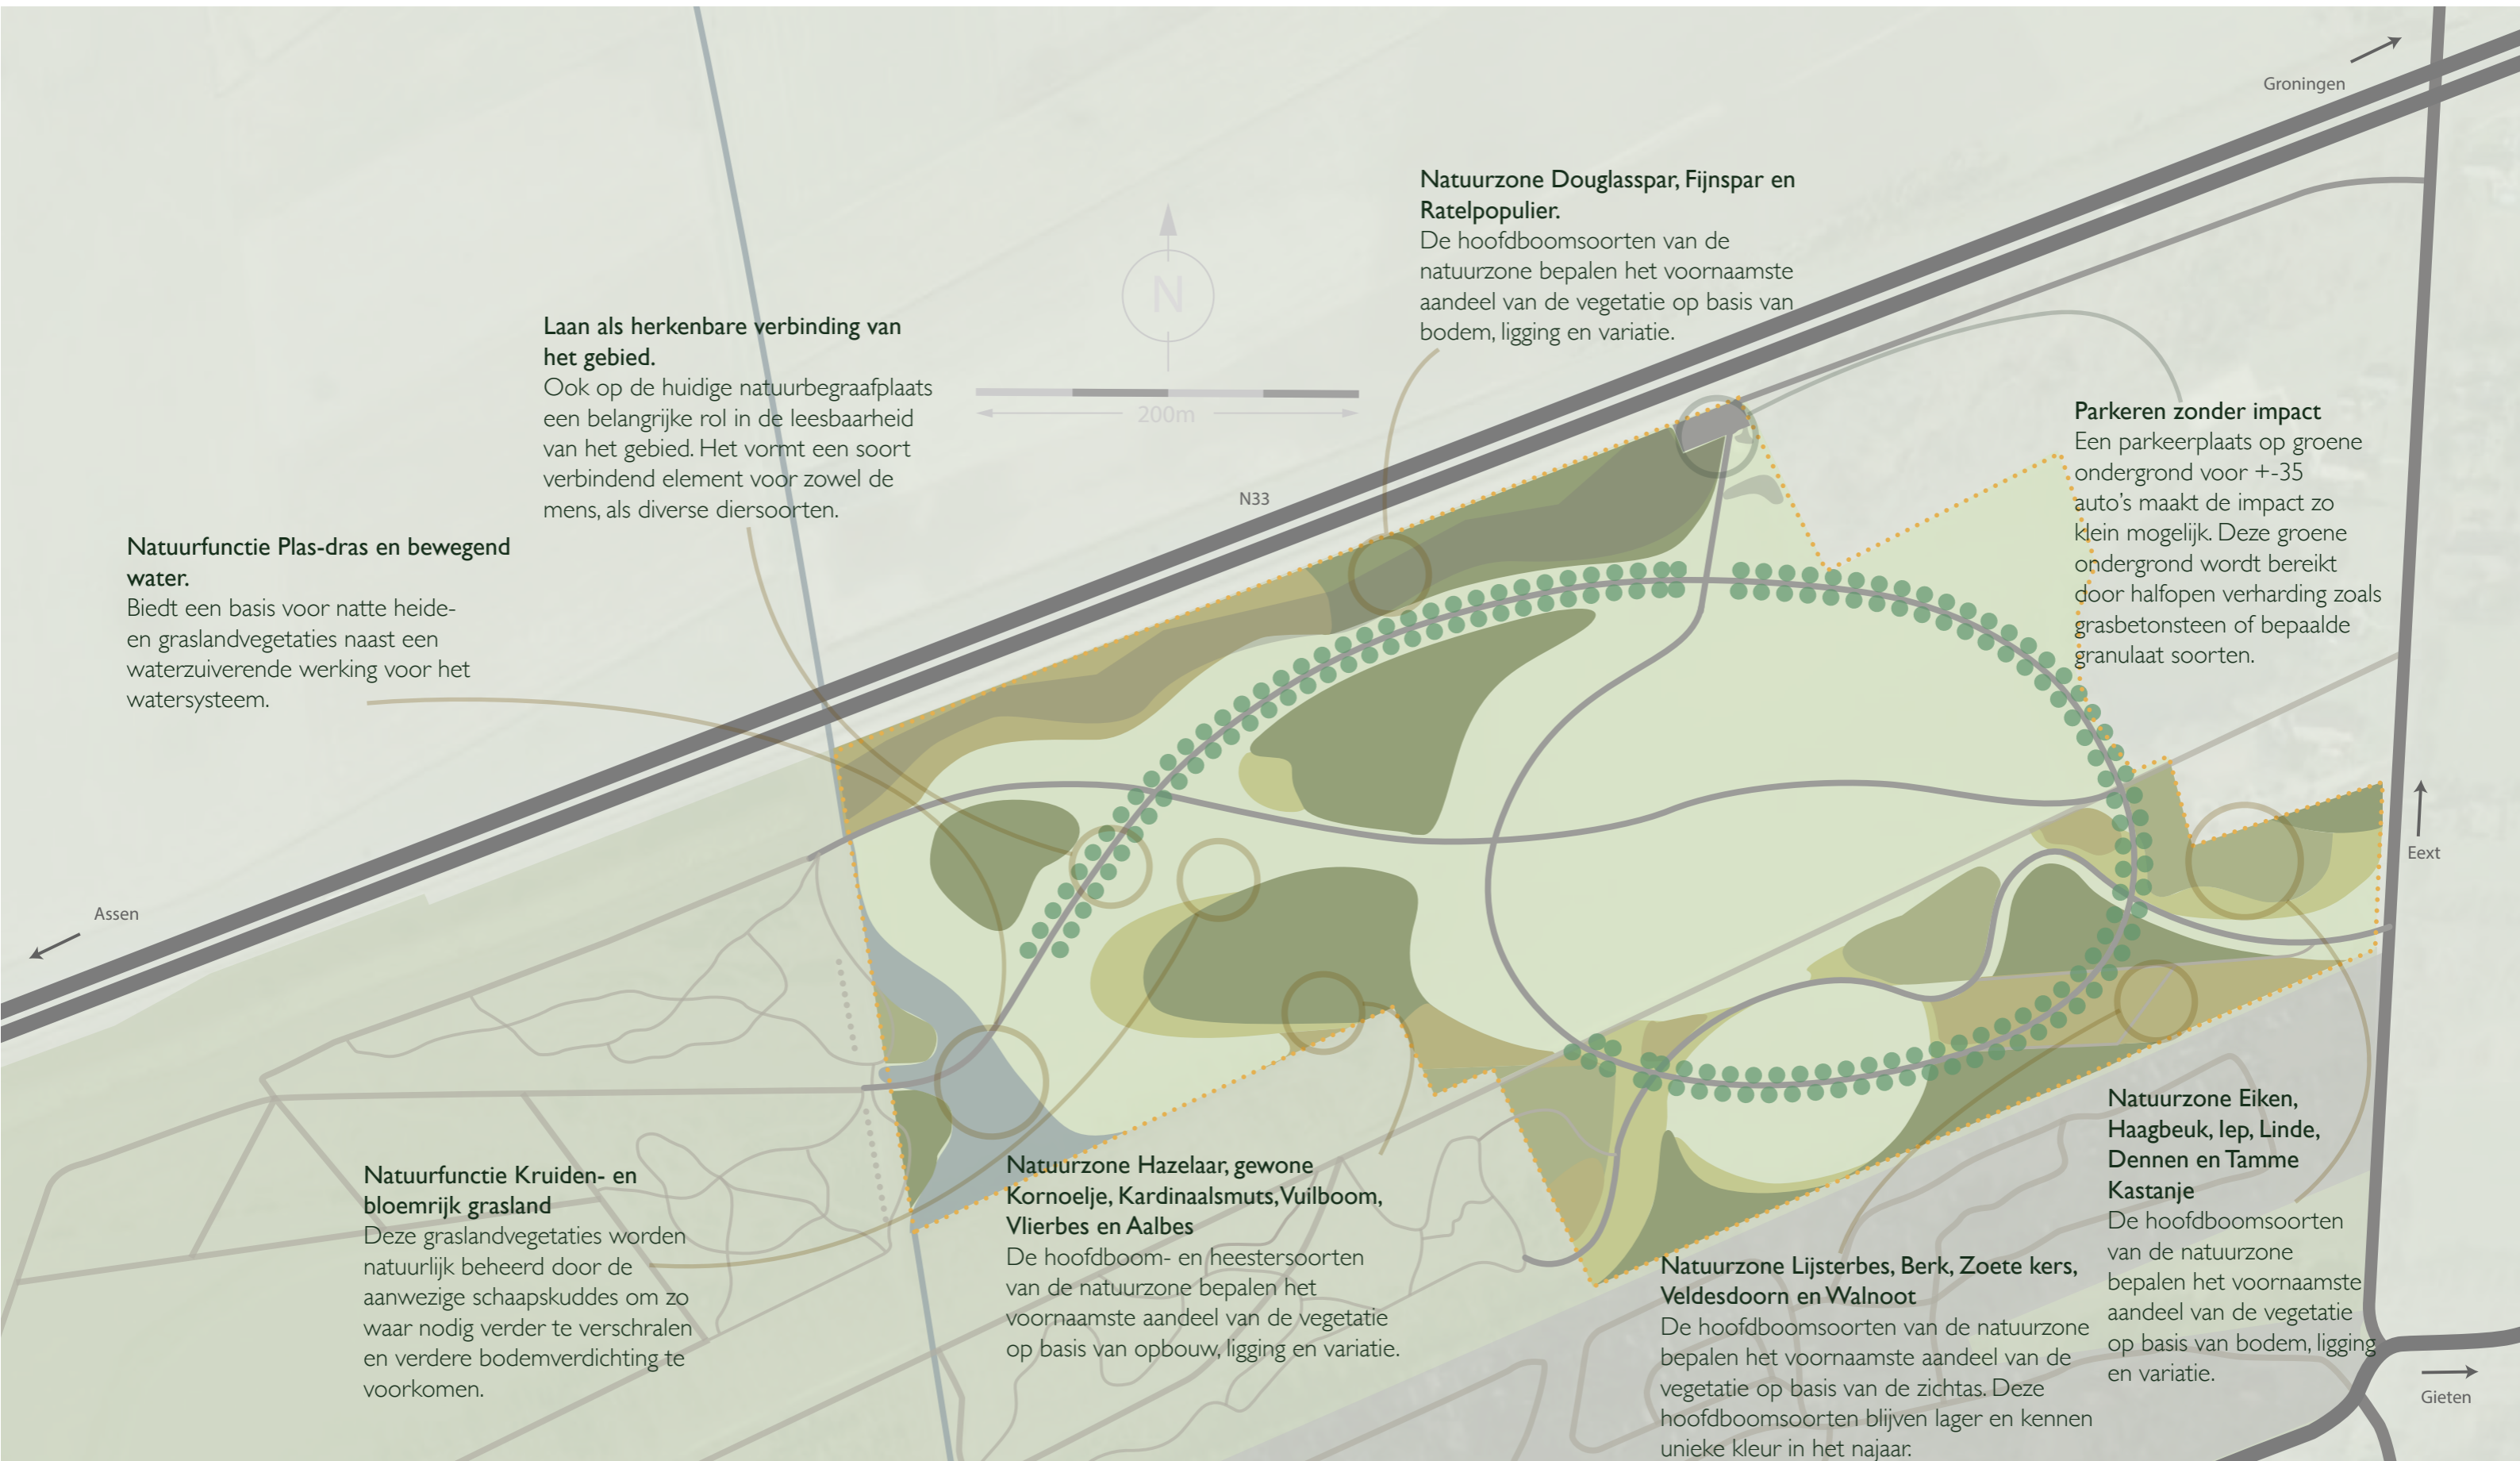 Groningen
Natuurzone Douglasspar, Fijnspar en
Ratelpopulier.
De hoofdboomsoorten van de
natuurzone bepalen het voornaamste
aandeel van de vegetatie op basis van
bodem, ligging en variatie.
N
200m
Laan als herkenbare verbinding van
het gebied.
Ook op de huidige natuurbegraafplaats
een belangrijke rol in de leesbaarheid
van het gebied. Het vormt een soort
verbindend element voor zowel de
mens, als diverse diersoorten.
Parkeren zonder impact
Een parkeerplaats op groene
ondergrond voor +-35
auto's maakt de impact zo
klein mogelijk. Deze groene
ondergrond wordt bereikt
door halfopen verharding zoals
grasbetonsteen of bepaalde
granulaat soorten.
N33
Natuurfunctie Plas-dras en bewegend
water.
Biedt een basis voor natte heide-
en graslandvegetaties naast een
waterzuiverende werking voor het
watersysteem.
Eext
Assen
Natuurfunctie Kruiden- en
bloemrijk grasland
Deze graslandvegetaties worden
natuurlijk beheerd door de
aanwezige schaapskuddes om zo
waar nodig verder te verschralen
en verdere bodemverdichting te
voorkomen.
Natuurzone Hazelaar, gewone
Kornoelje, Kardinaalsmuts, Vuilboom,
Vlierbes en Aalbes
De hoofdboom- en heestersoorten
van de natuurzone bepalen het
voornaamste aandeel van de vegetatie
op basis van opbouw, ligging en variatie.
Natuurzone Lijsterbes, Berk, Zoete kers,
Veldesdoorn en Walnoot
De hoofdboomsoorten van de natuurzone
bepalen het voornaamste aandeel van de
vegetatie op basis van de zichtas. Deze
hoofdboomsoorten blijven lager en kennen
unieke kleur in het najaar.
Natuurzone Eiken,
Haagbeuk, Iep, Linde,
Dennen en Tamme
Kastanje
De hoofdboomsoorten
van de natuurzone
bepalen het voornaamste
aandeel van de vegetatie
op basis van bodem, ligging
en variatie.
Gieten